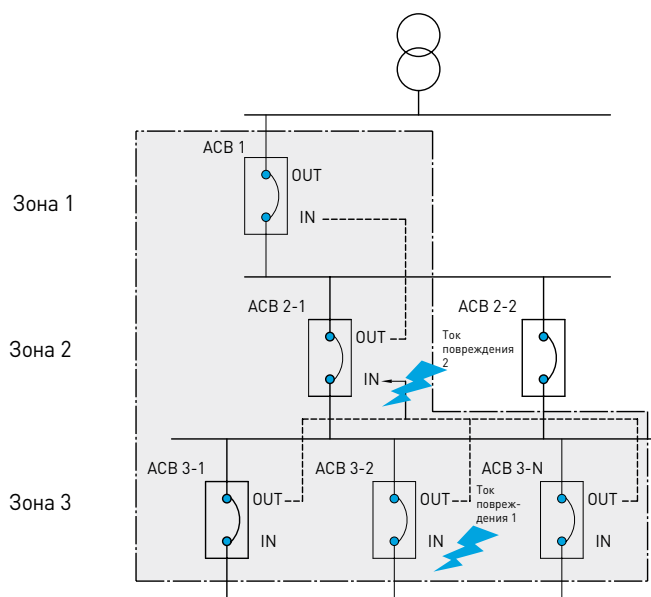 ACB 1
OUT
Зона 1
IN
ACB 2-1
ACB 2-2
OUT
Ток
повреждения
2
Зона 2
IN
ACB 3-1
ACB 3-2
ACB 3-N
Ток
повреж-
дения 1
Зона 3
OUT
OUT
OUT
IN
IN
IN